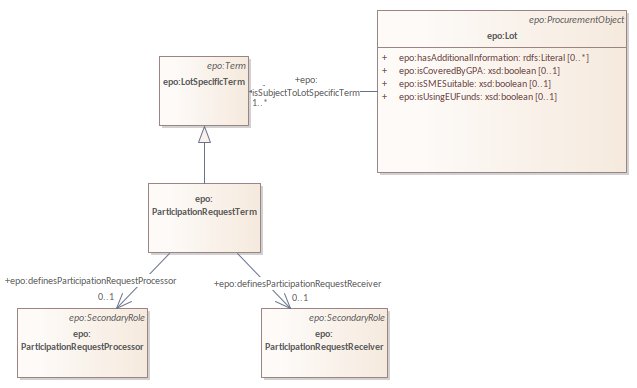 epo:ProcurementObject
epo:Lot
+ epo:hasAdditionalInformation: rdfs:Literal [0..*]
+ epo:isCoveredByGPA: xsd:boolean [0..1]
+ epo:isSMESuitable: xsd:boolean [0..1]
+ epo:isUsingEUFunds: xsd:boolean [0..1]
epo:Term
epo:LotSpecificTerm
+epo:
isSubjectToLotSpecificTerm
1..*
epo:
ParticipationRequestTerm
+epo:definesParticipationRequestProcessor
0..1
+epo:definesParticipationRequestReceiver
0..1
epo:SecondaryRole
epo:
ParticipationRequestProcessor
epo:SecondaryRole
epo:
ParticipationRequestReceiver